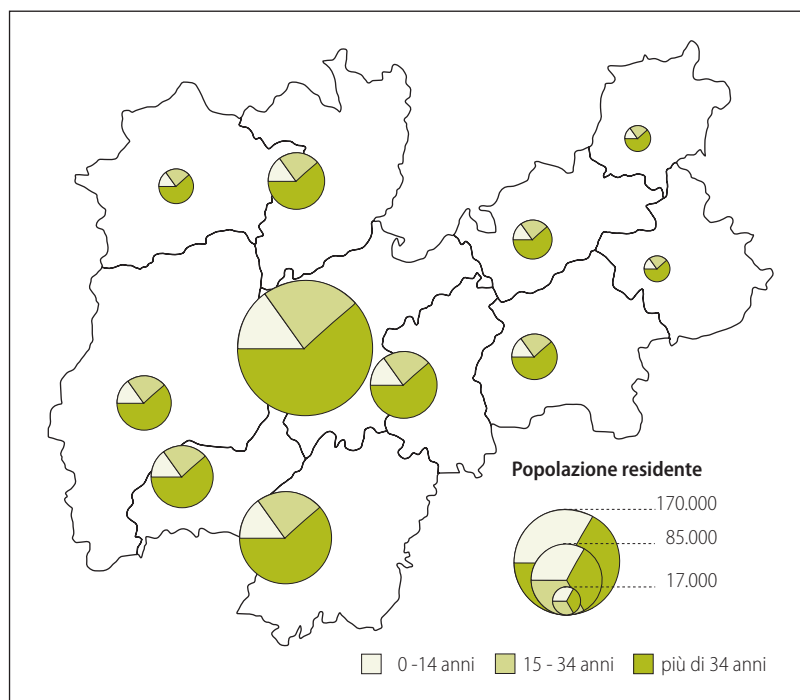 Popolazione residente
170.000
85.000
17.000
0 -14 anni 15 - 34 anni più di 34 anni